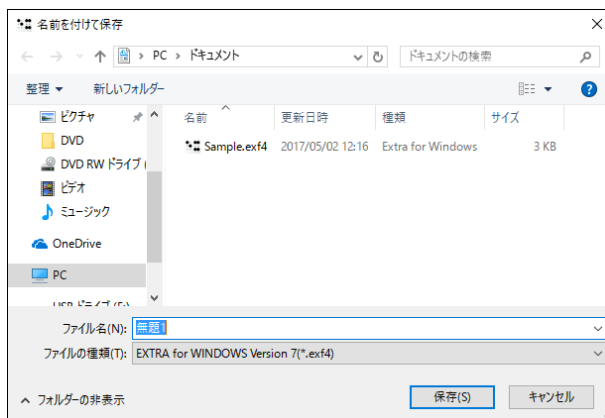 名前を付けて保存
PC › ドキュメント
ドキュメントの検索
整理 新しいフォルダー
名前 更新日時 種類 サイズ
Sample.exf4 2017/05/02 12:16 Extra for Windows 3 KB
ピクチャ
DVD
DVD RW ドライブ (
ビデオ
ミュージック
OneDrive
PC
USB ドライブ (F:)
ファイル名(N): 無題1
ファイルの種類(T): EXTRA for WINDOWS Version 7(*.exf4)
フォルダーの非表示
保存(S) キャンセル